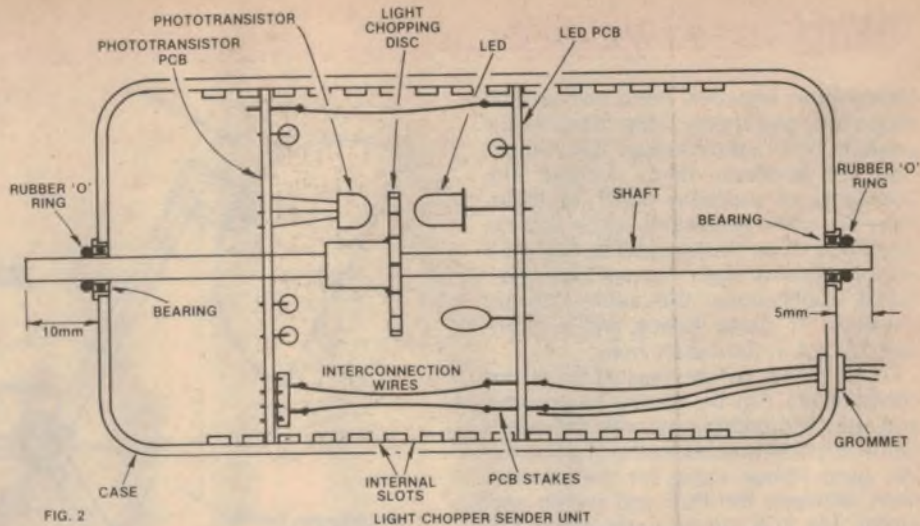 PHOTOTRANSISTOR
PHOTOTRANSISTOR
PCB
LIGHT
CHOPPING
DISC
LED
LED PCB
RUBBER 'O'
RING
SHAFT
BEARING
RUBBER 'O'
RING
BEARING
10mm
5mm
INTERCONNECTION
WIRES
GROMMET
CASE
INTERNAL
SLOTS
PCB STAKES
FIG. 2
LIGHT CHOPPER SENDER UNIT